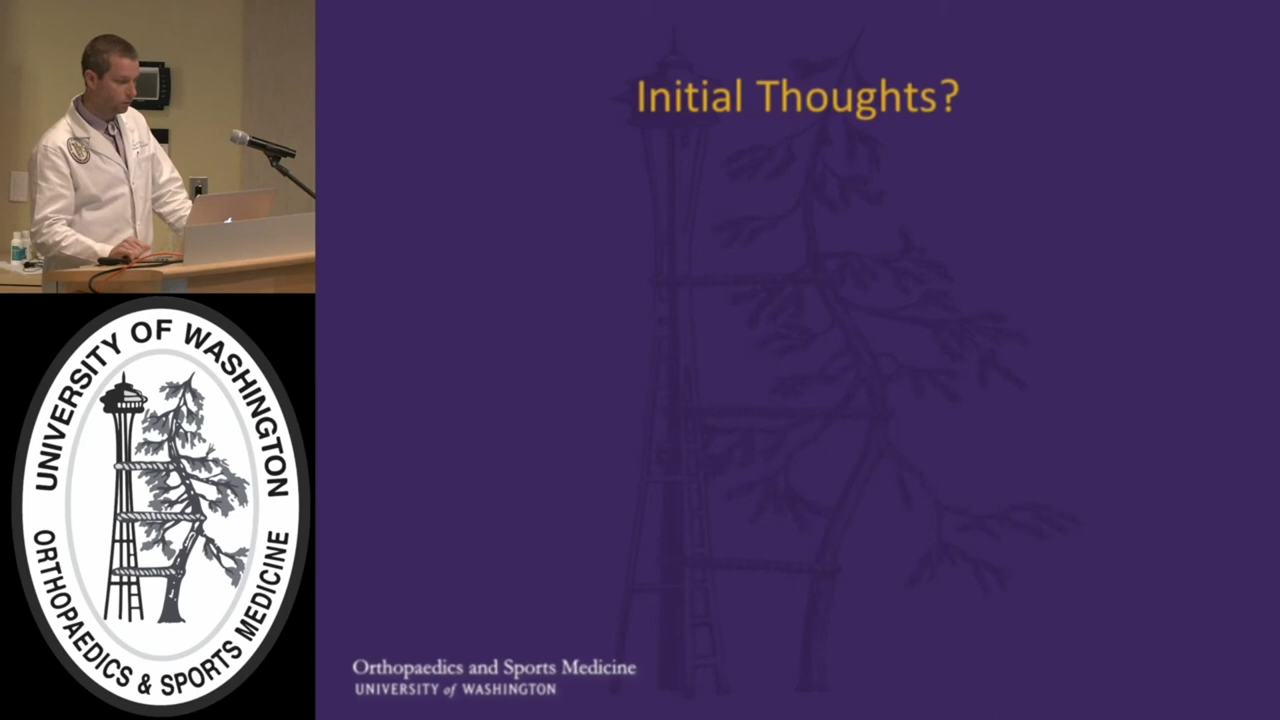 Initial Thoughts?
UNIVERSITY OF WASHINGTON
ORTHOPAEDICS & SPORTS MEDICINE
Orthopaedics and Sports Medicine
UNIVERSITY of WASHINGTON